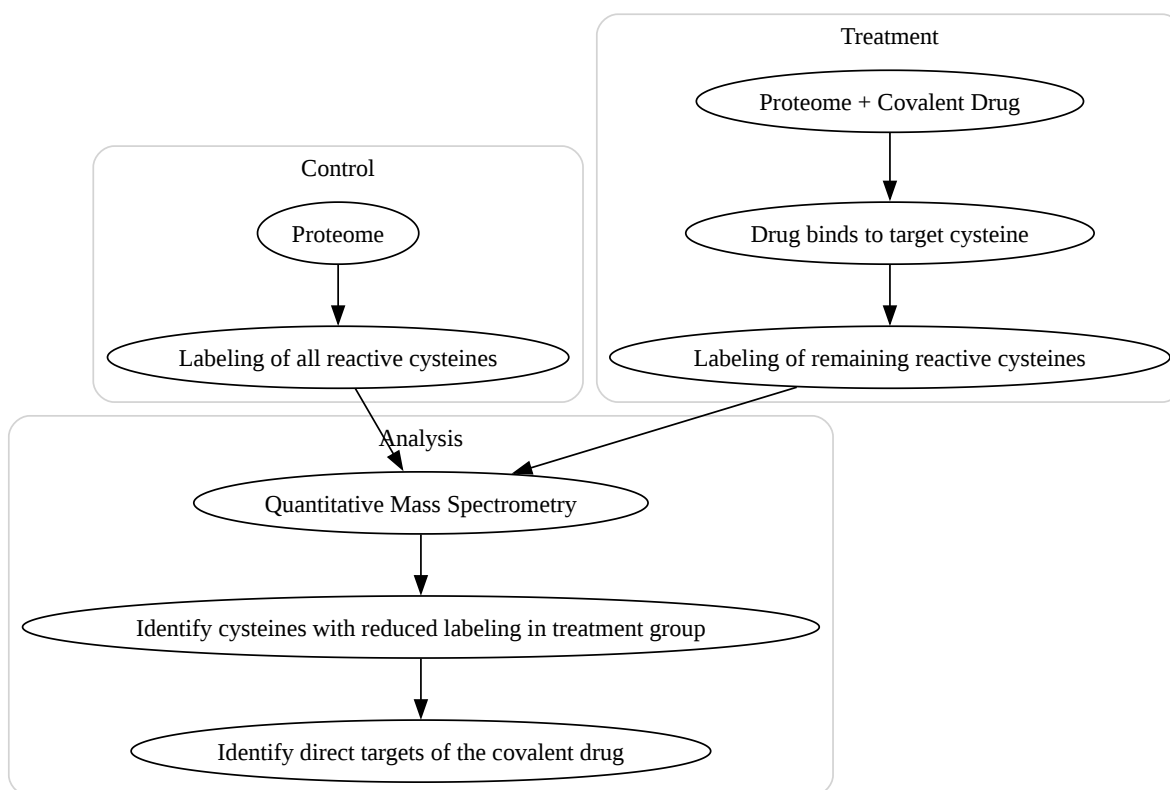 Treatment
Proteome + Covalent Drug
Control
Proteome
Drug binds to target cysteine
Labeling of all reactive cysteines
Labeling of remaining reactive cysteines
Analysis
Quantitative Mass Spectrometry
Identify cysteines with reduced labeling in treatment group
Identify direct targets of the covalent drug